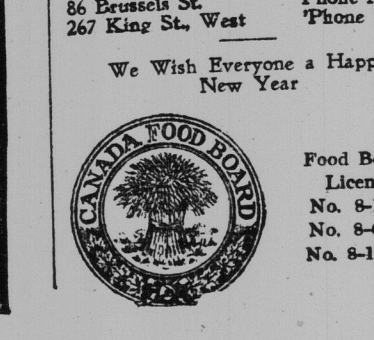 86 Brussels St.
267 King St., West
'Phone
We Wish Everyone a Happ
New Year
CANADA FOOD BOARD
Food B
Licen
No. 8-
No. 8-
No. 8-1